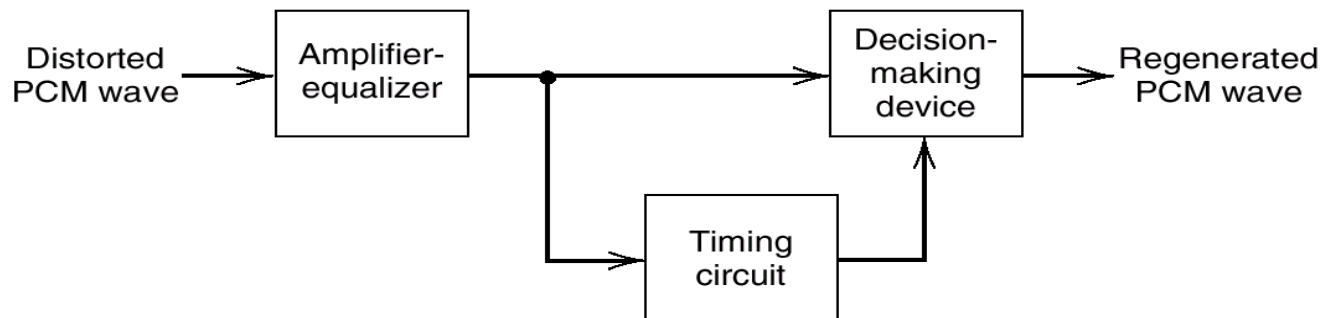 Distorted
PCM wave
Amplifier-
equalizer
Decision-
making
device
Regenerated
PCM wave
Timing
circuit